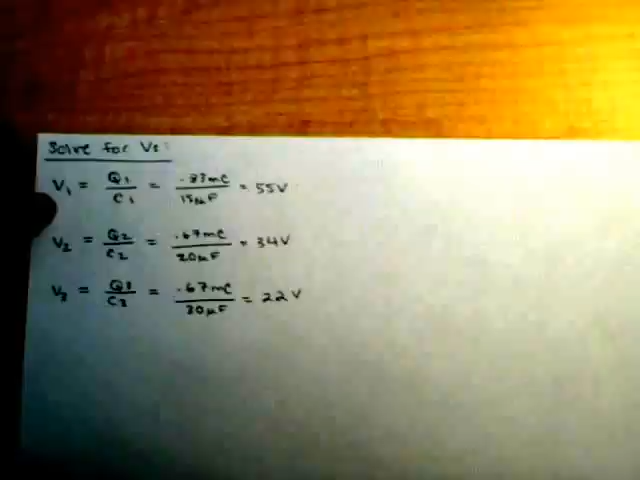 Solve for Vs:
V₁ = Q₁/C₁ = .83mC/15μF = 55V
V₂ = Q₂/C₂ = .67mC/20μF = 34V
V₃ = Q₃/C₃ = .67mC/30μF = 22V